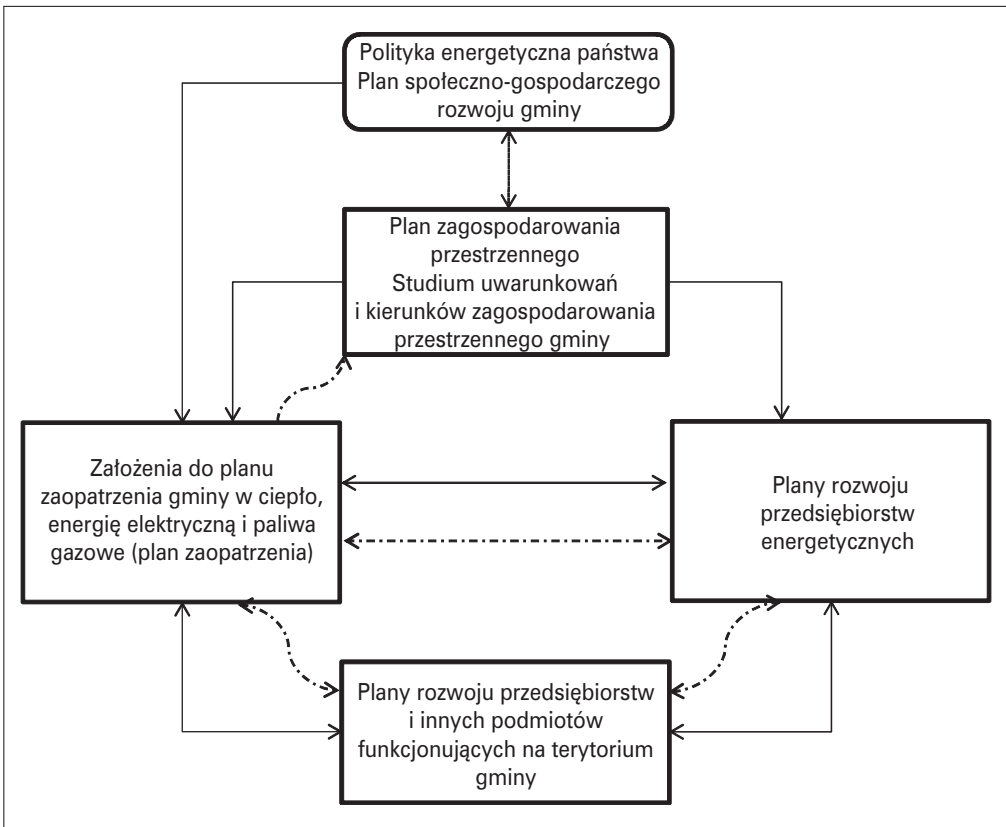 Polityka energetyczna państwa
Plan społeczno-gospodarczego
rozwoju gminy
Plan zagospodarowania
przestrzennego
Studium uwarunkowań
i kierunków zagospodarowania
przestrzennego gminy
Założenia do planu
zaopatrzenia gminy w ciepło,
energię elektryczną i paliwa
gazowe (plan zaopatrzenia)
Plany rozwoju
przedsiębiorstw
energetycznych
Plany rozwoju przedsiębiorstw
i innych podmiotów
funkcjonujących na terytorium
gminy